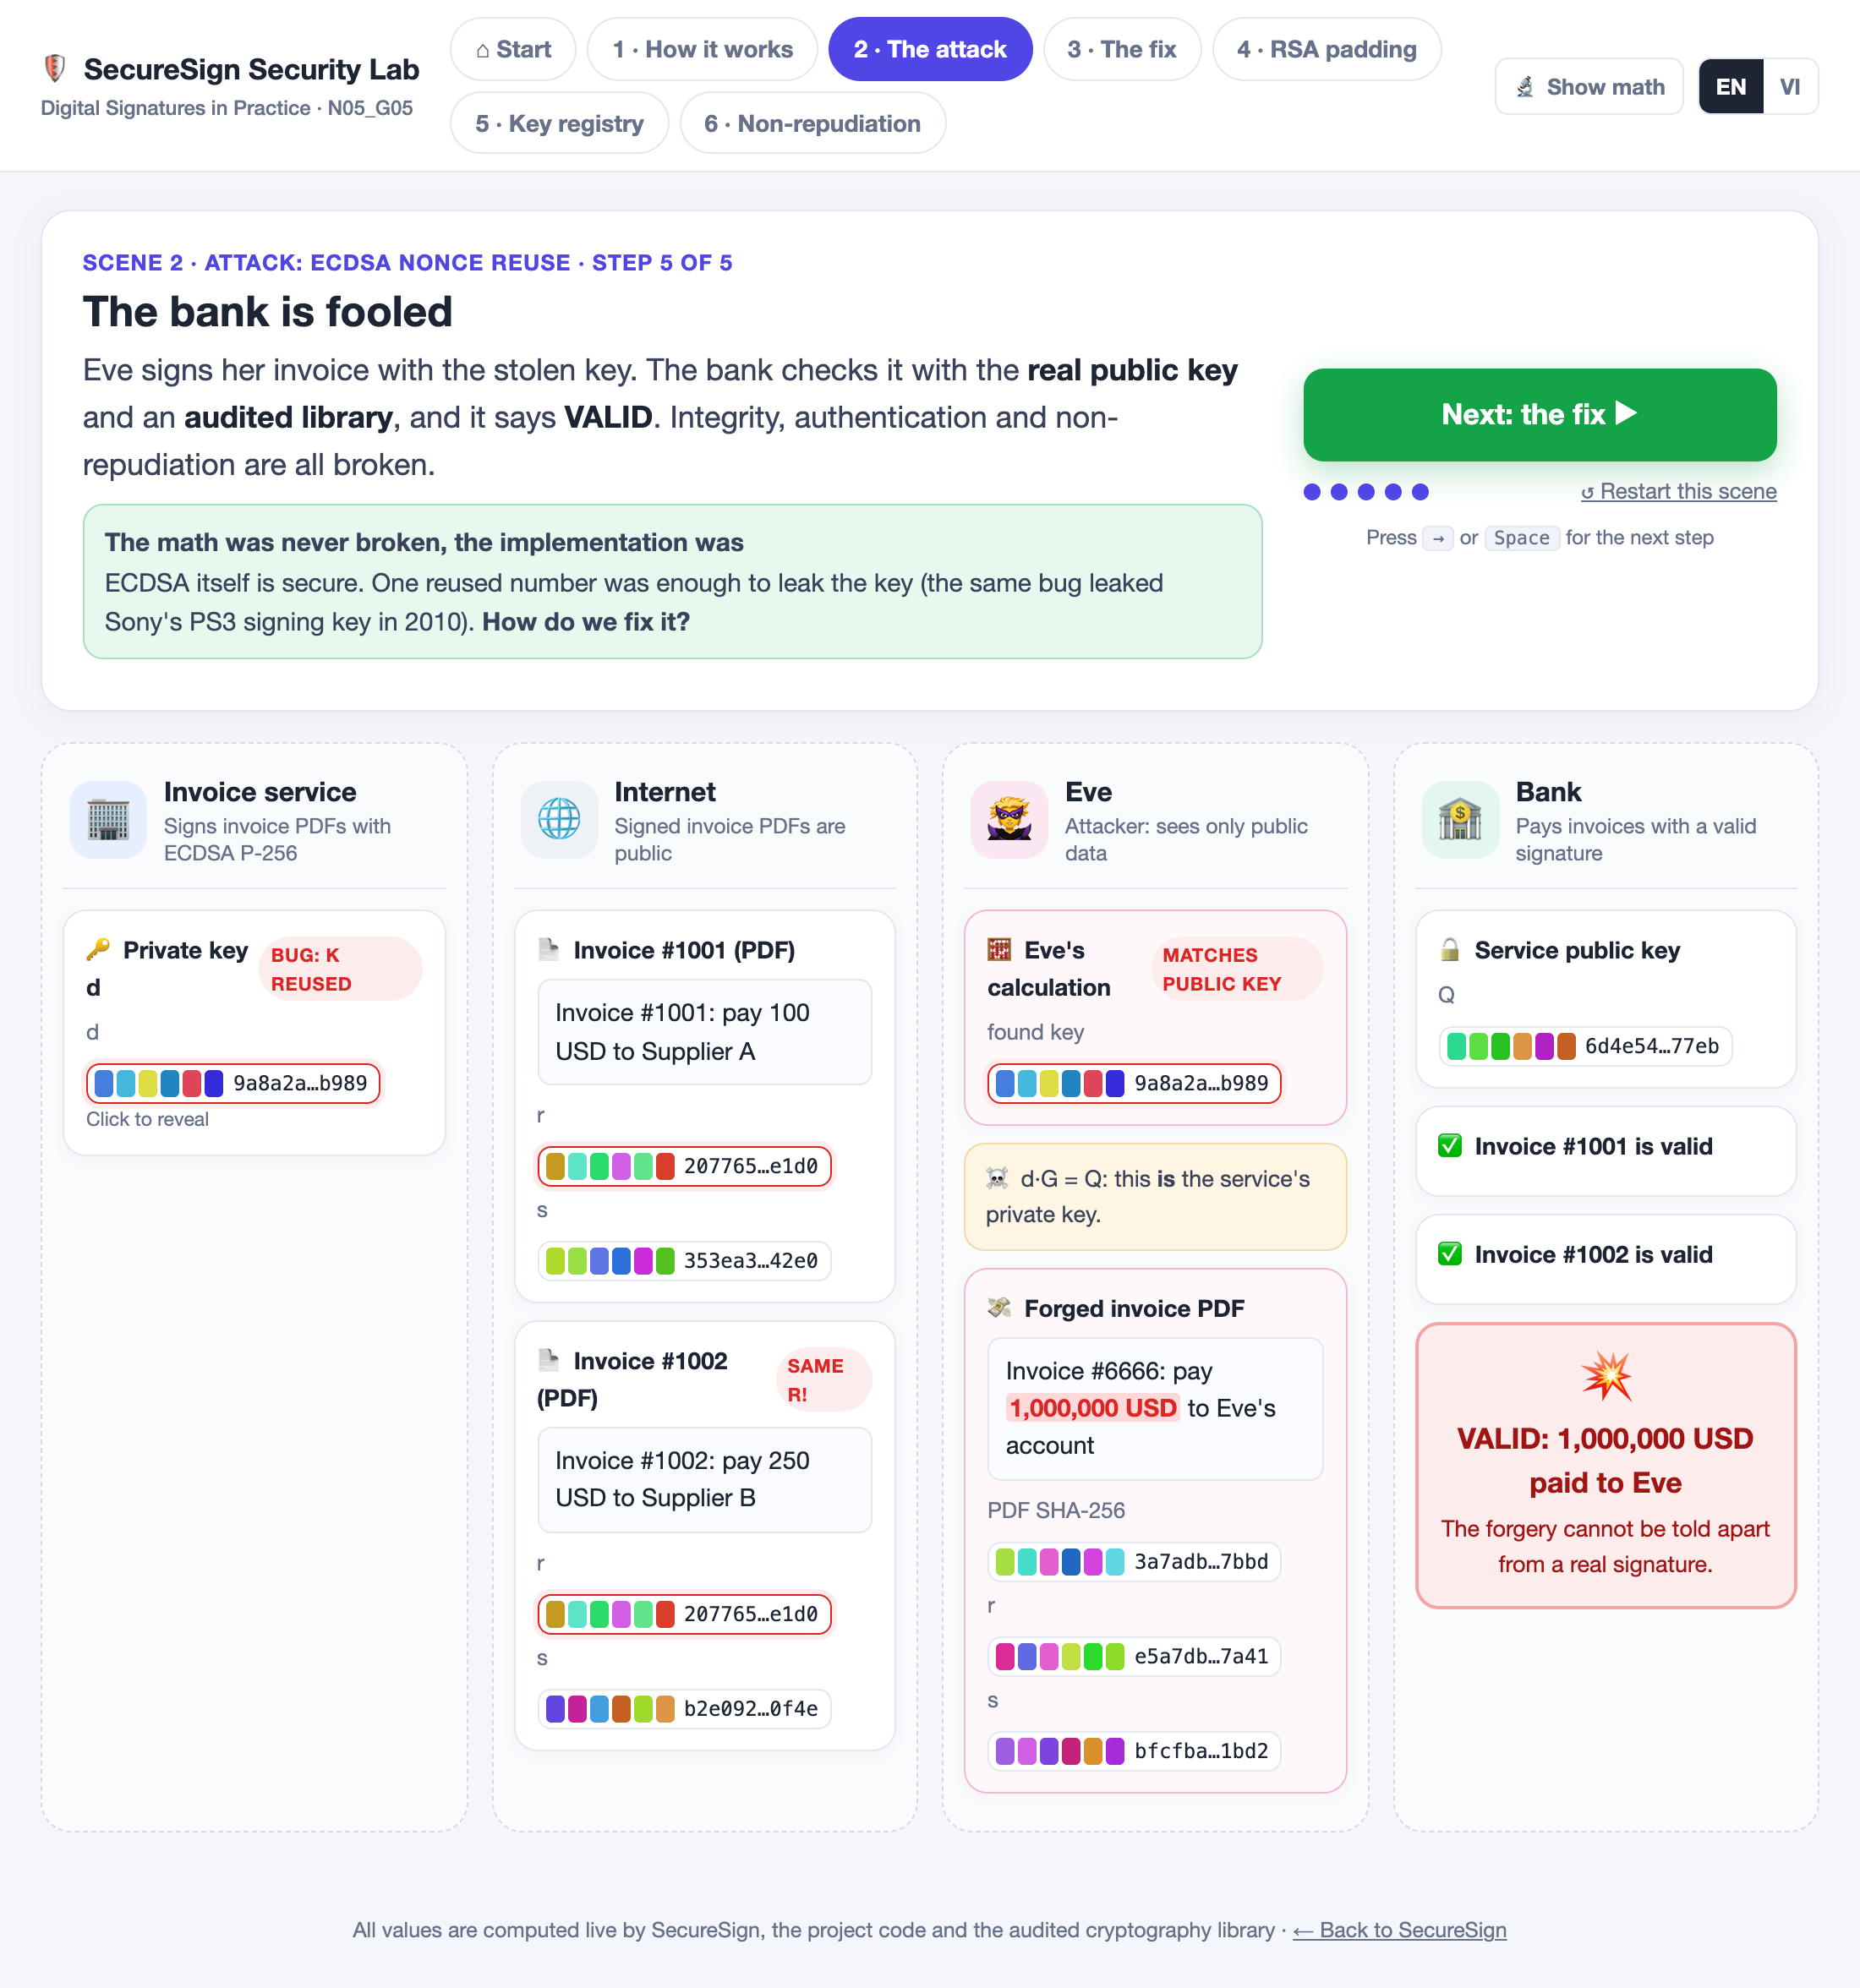 SecureSign Security Lab
Digital Signatures in Practice · N05_G05
⌂ Start
1 · How it works
2 · The attack
3 · The fix
4 · RSA padding
5 · Key registry
6 · Non-repudiation
Show math
EN
VI
SCENE 2 · ATTACK: ECDSA NONCE REUSE · STEP 5 OF 5
The bank is fooled
Eve signs her invoice with the stolen key. The bank checks it with the real public key
and an audited library, and it says VALID. Integrity, authentication and non-
repudiation are all broken.
The math was never broken, the implementation was
ECDSA itself is secure. One reused number was enough to leak the key (the same bug leaked
Sony's PS3 signing key in 2010). How do we fix it?
Next: the fix ▶
↺ Restart this scene
Press → or Space for the next step
Invoice service
Signs invoice PDFs with
ECDSA P-256
Private key
d
BUG: K
REUSED
d
9a8a2a…b989
Click to reveal
Internet
Signed invoice PDFs are
public
Invoice #1001 (PDF)
Invoice #1001: pay 100
USD to Supplier A
r
207765…e1d0
s
353ea3…42e0
Invoice #1002
(PDF)
SAME
R!
Invoice #1002: pay 250
USD to Supplier B
r
207765…e1d0
s
b2e092…0f4e
Eve
Attacker: sees only public
data
Eve's
calculation
MATCHES
PUBLIC KEY
found key
9a8a2a…b989
d·G = Q: this is the service's
private key.
Forged invoice PDF
Invoice #6666: pay
1,000,000 USD to Eve's
account
PDF SHA-256
3a7adb…7bbd
r
e5a7db…7a41
s
bfcfba…1bd2
Bank
Pays invoices with a valid
signature
Service public key
Q
6d4e54…77eb
Invoice #1001 is valid
Invoice #1002 is valid
VALID: 1,000,000 USD
paid to Eve
The forgery cannot be told apart
from a real signature.
All values are computed live by SecureSign, the project code and the audited cryptography library · ← Back to SecureSign